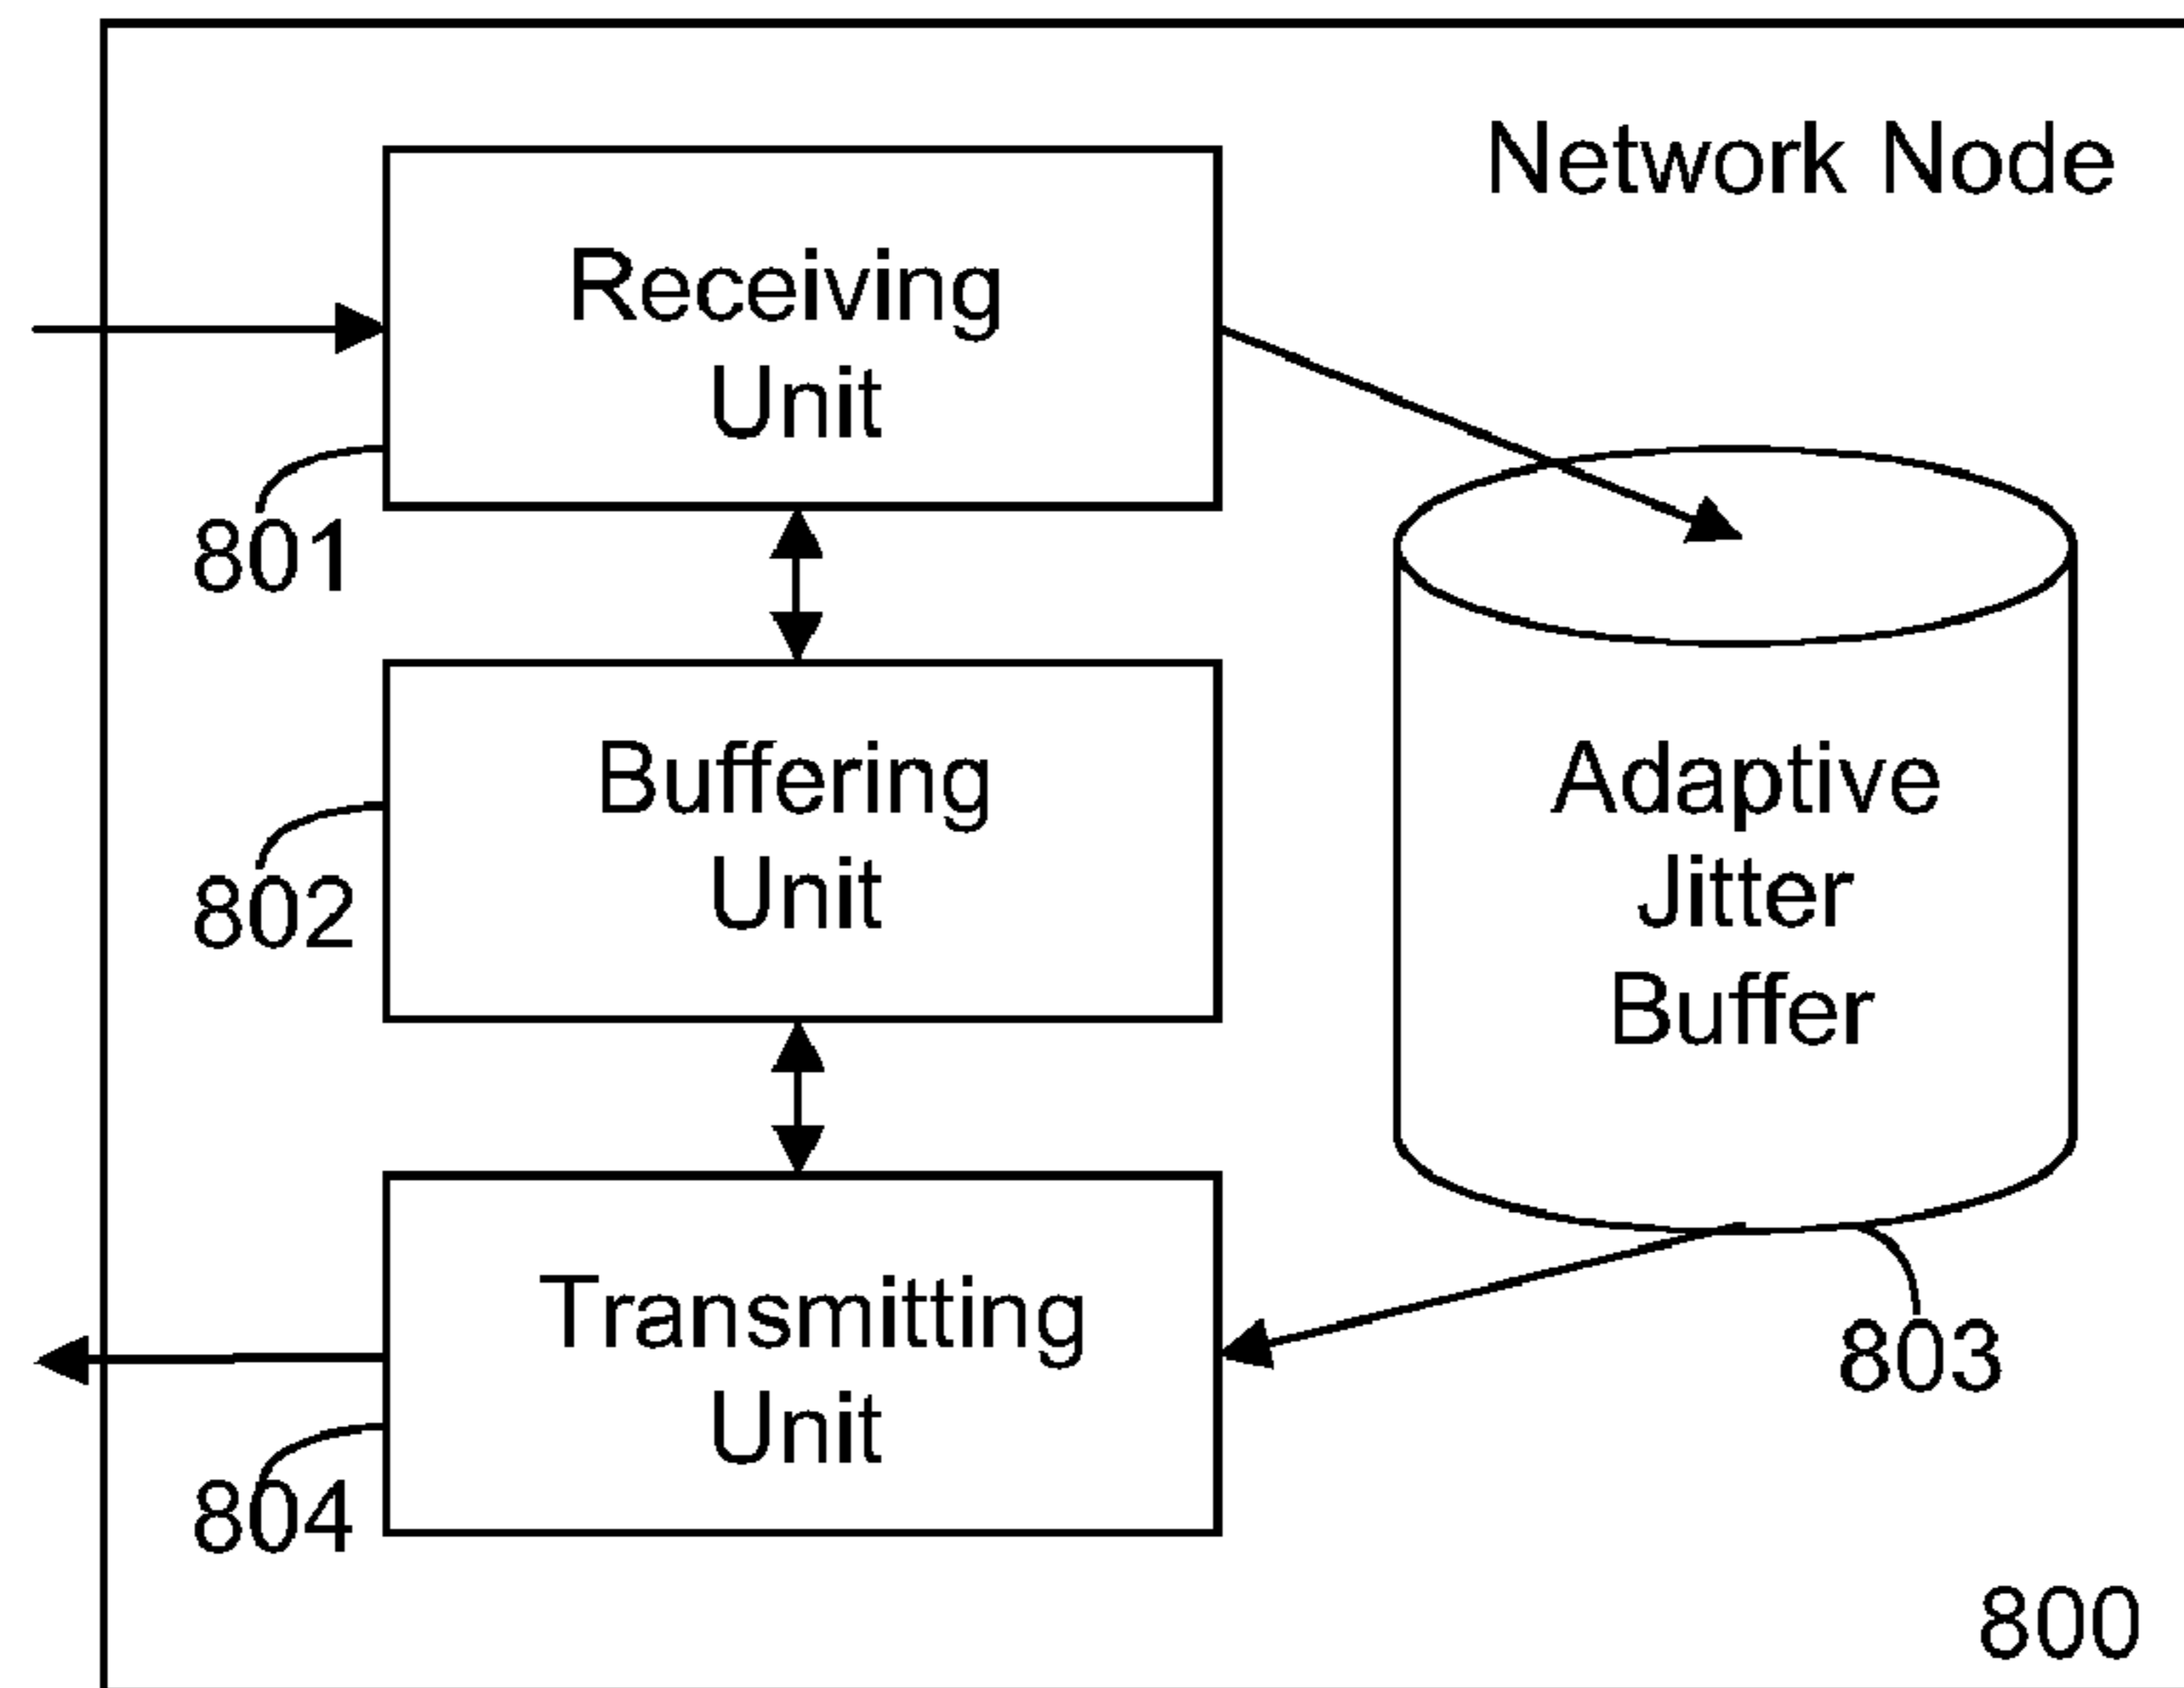 Network Node
Receiving
Unit
801
Buffering
Unit
802
Adaptive
Jitter
Buffer
803
Transmitting
Unit
804
800